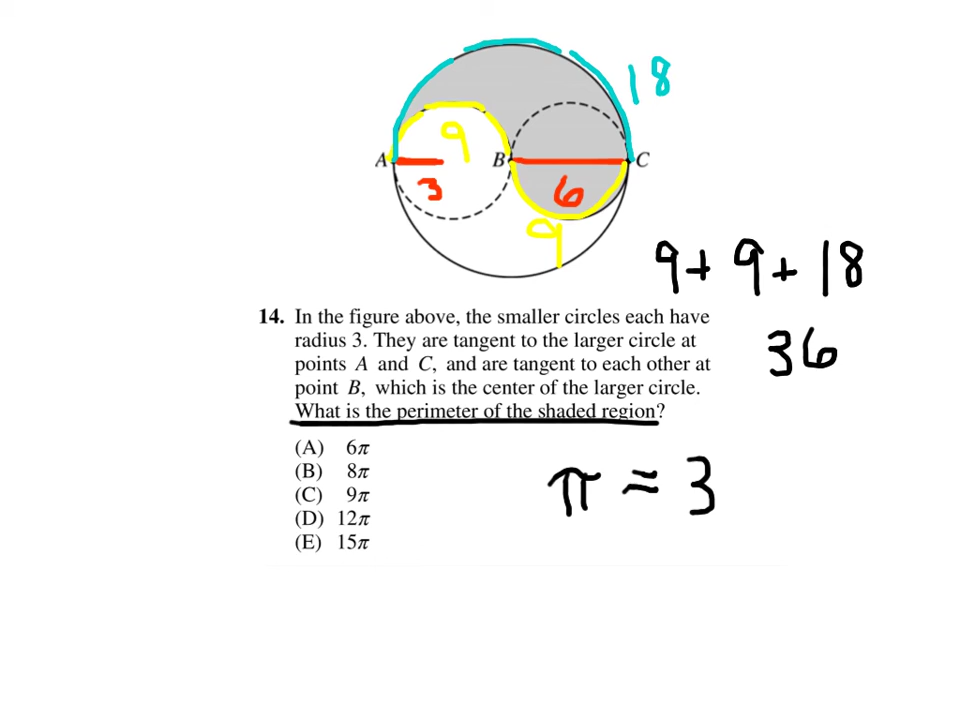 18
9
A B C
3 6
9
9 + 9 + 18
36
14. In the figure above, the smaller circles each have
radius 3. They are tangent to the larger circle at
points A and C, and are tangent to each other at
point B, which is the center of the larger circle.
What is the perimeter of the shaded region?
(A) 6π
(B) 8π
(C) 9π
(D) 12π
(E) 15π
π ≈ 3